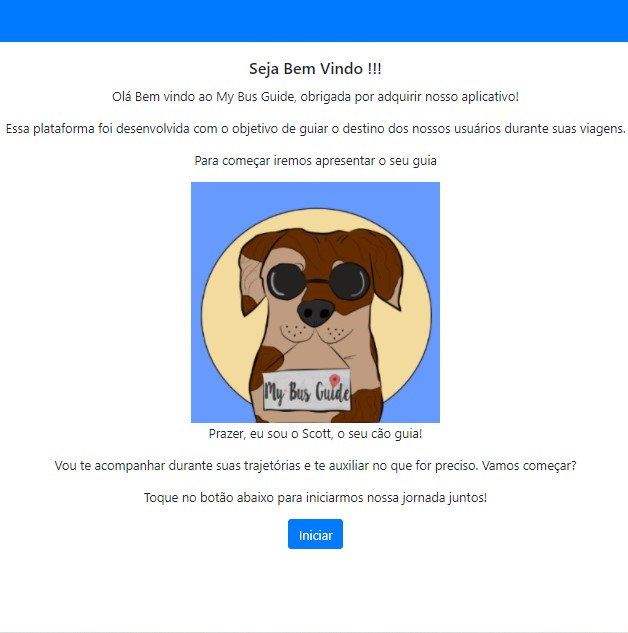 Seja Bem Vindo !!!
Olá Bem vindo ao My Bus Guide, obrigada por adquirir nosso aplicativo!
Essa plataforma foi desenvolvida com o objetivo de guiar o destino dos nossos usuários durante suas viagens.
Para começar iremos apresentar o seu guia
My Bus Guide
Prazer, eu sou o Scott, o seu cão guia!
Vou te acompanhar durante suas trajetórias e te auxiliar no que for preciso. Vamos começar?
Toque no botão abaixo para iniciarmos nossa jornada juntos!
Iniciar